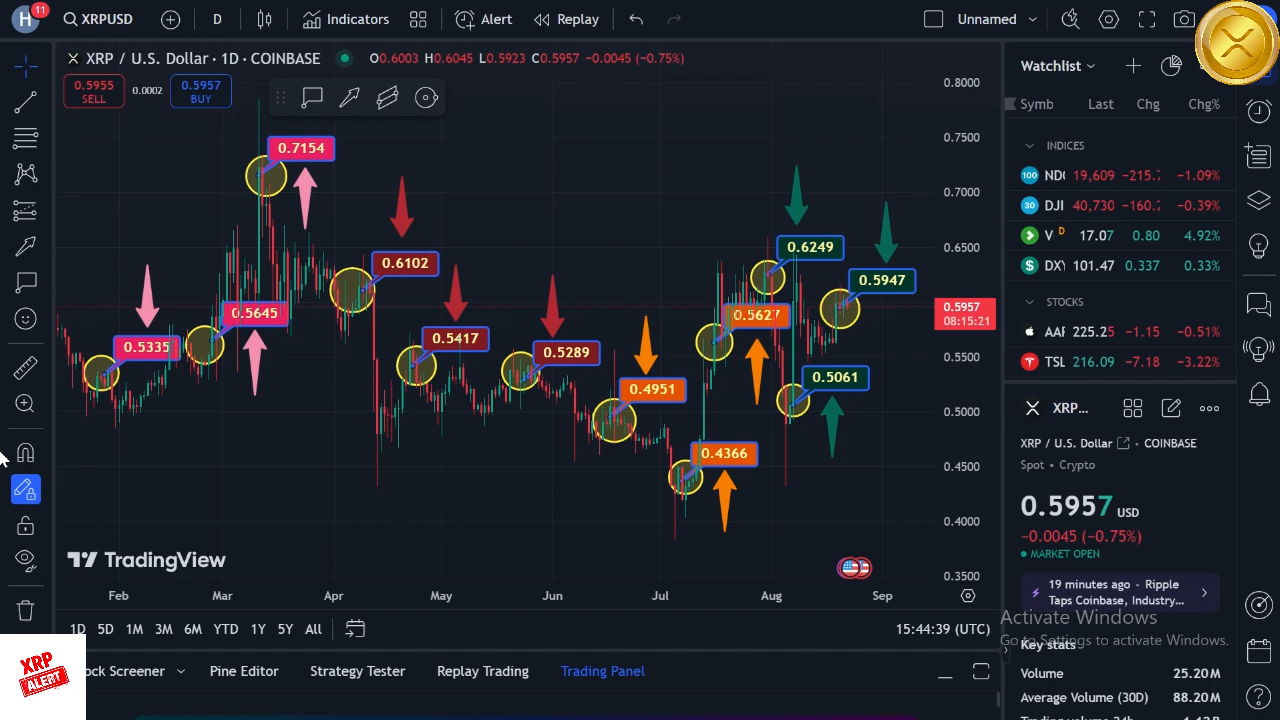 H
11
XRPUSD
D
Indicators
Alert
Replay
Unnamed
XRP / U.S. Dollar · 1D · COINBASE
O0.6003 H0.6045 L0.5923 C0.5957 −0.0045 (−0.75%)
0.5955
SELL
0.0002
0.5957
BUY
0.7154
0.6102
0.6249
0.5947
0.5645
0.5627
0.5335
0.5417
0.5289
0.5061
0.4951
0.4366
0.8000
0.7500
0.7000
0.6500
0.5957
08:15:21
0.5500
0.5000
0.4500
0.4000
0.3500
TradingView
Feb Mar Apr May Jun Jul Aug Sep
1D 5D 1M 3M 6M YTD 1Y 5Y All
15:44:39 (UTC)
XRP
ALERT
ock Screener
Pine Editor
Strategy Tester
Replay Trading
Trading Panel
Watchlist
Symb Last Chg Chg%
INDICES
100 19,609 −1.09%
30 DJI 40,730 −0.39%
V D 17.07 0.80 4.92%
101.47 0.337 0.33%
STOCKS
225.25 −1.15 −0.51%
TSL 216.09 −7.18 −3.22%
XRP...
XRP / U.S. Dollar · COINBASE
Spot · Crypto
0.5957 USD
−0.0045 (−0.75%)
MARKET OPEN
19 minutes ago · Ripple
Taps Coinbase, Industry...
Activate Windows
Go to Settings to activate Windows.
Key stats
Volume 25.20M
Average Volume (30D) 88.20M